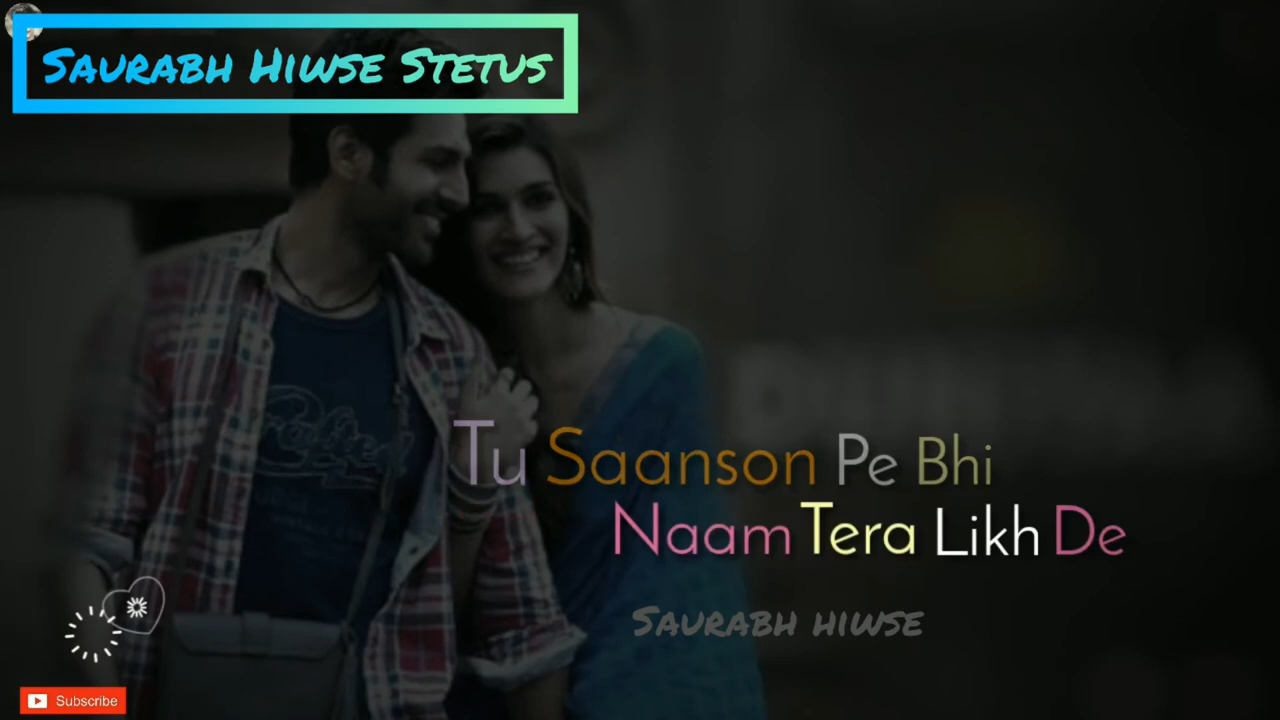 Saurabh Hiwse Stetus
Tu Saanson Pe Bhi
Naam Tera Likh De
Saurabh hiwse
Subscribe